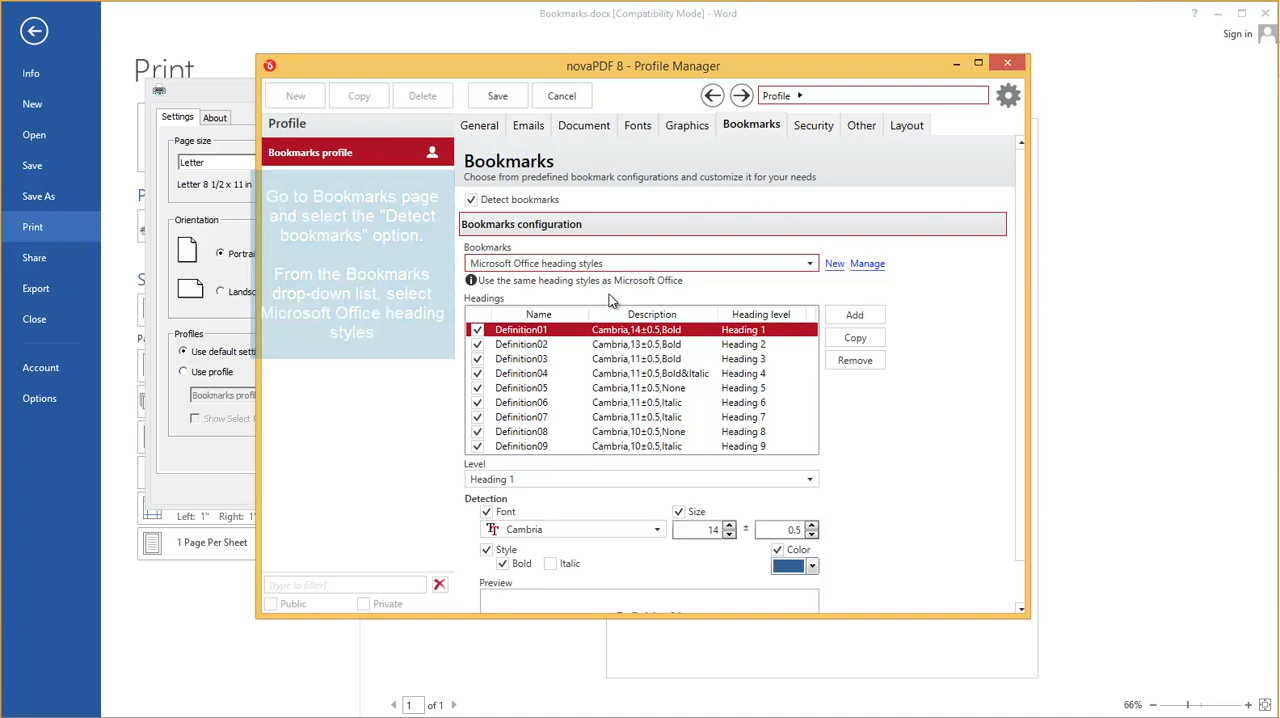 Bookmarks.docx [Compatibility Mode] - Word
?
Sign in
Info
New
Open
Save
Save As
Print
Share
Export
Close
Account
Options
Print
Settings
About
Page size
Letter
Letter 8 1/2 x 11 in
Orientation
Portrai
Landsc
Profiles
Use default setti
Use profile
Bookmarks profil
Show Select P
Left: 1" Right: 1"
1 Page Per Sheet
novaPDF 8 - Profile Manager
New
Copy
Delete
Save
Cancel
Profile
Profile
Bookmarks profile
Go to Bookmarks page
and select the "Detect
bookmarks" option.
From the Bookmarks
drop-down list, select
Microsoft Office heading
styles
[type to filter]
Public
Private
General
Emails
Document
Fonts
Graphics
Bookmarks
Security
Other
Layout
Bookmarks
Choose from predefined bookmark configurations and customize it for your needs
Detect bookmarks
Bookmarks configuration
Bookmarks
Microsoft Office heading styles
New
Manage
Use the same heading styles as Microsoft Office
Headings
Name Description Heading level
Definition01 Cambria,14±0.5,Bold Heading 1
Definition02 Cambria,13±0.5,Bold Heading 2
Definition03 Cambria,11±0.5,Bold Heading 3
Definition04 Cambria,11±0.5,Bold&Italic Heading 4
Definition05 Cambria,11±0.5,None Heading 5
Definition06 Cambria,11±0.5,Italic Heading 6
Definition07 Cambria,11±0.5,Italic Heading 7
Definition08 Cambria,10±0.5,None Heading 8
Definition09 Cambria,10±0.5,Italic Heading 9
Add
Copy
Remove
Level
Heading 1
Detection
Font
Size
Cambria
14 ± 0.5
Style
Color
Bold
Italic
Preview
1 of 1
66%